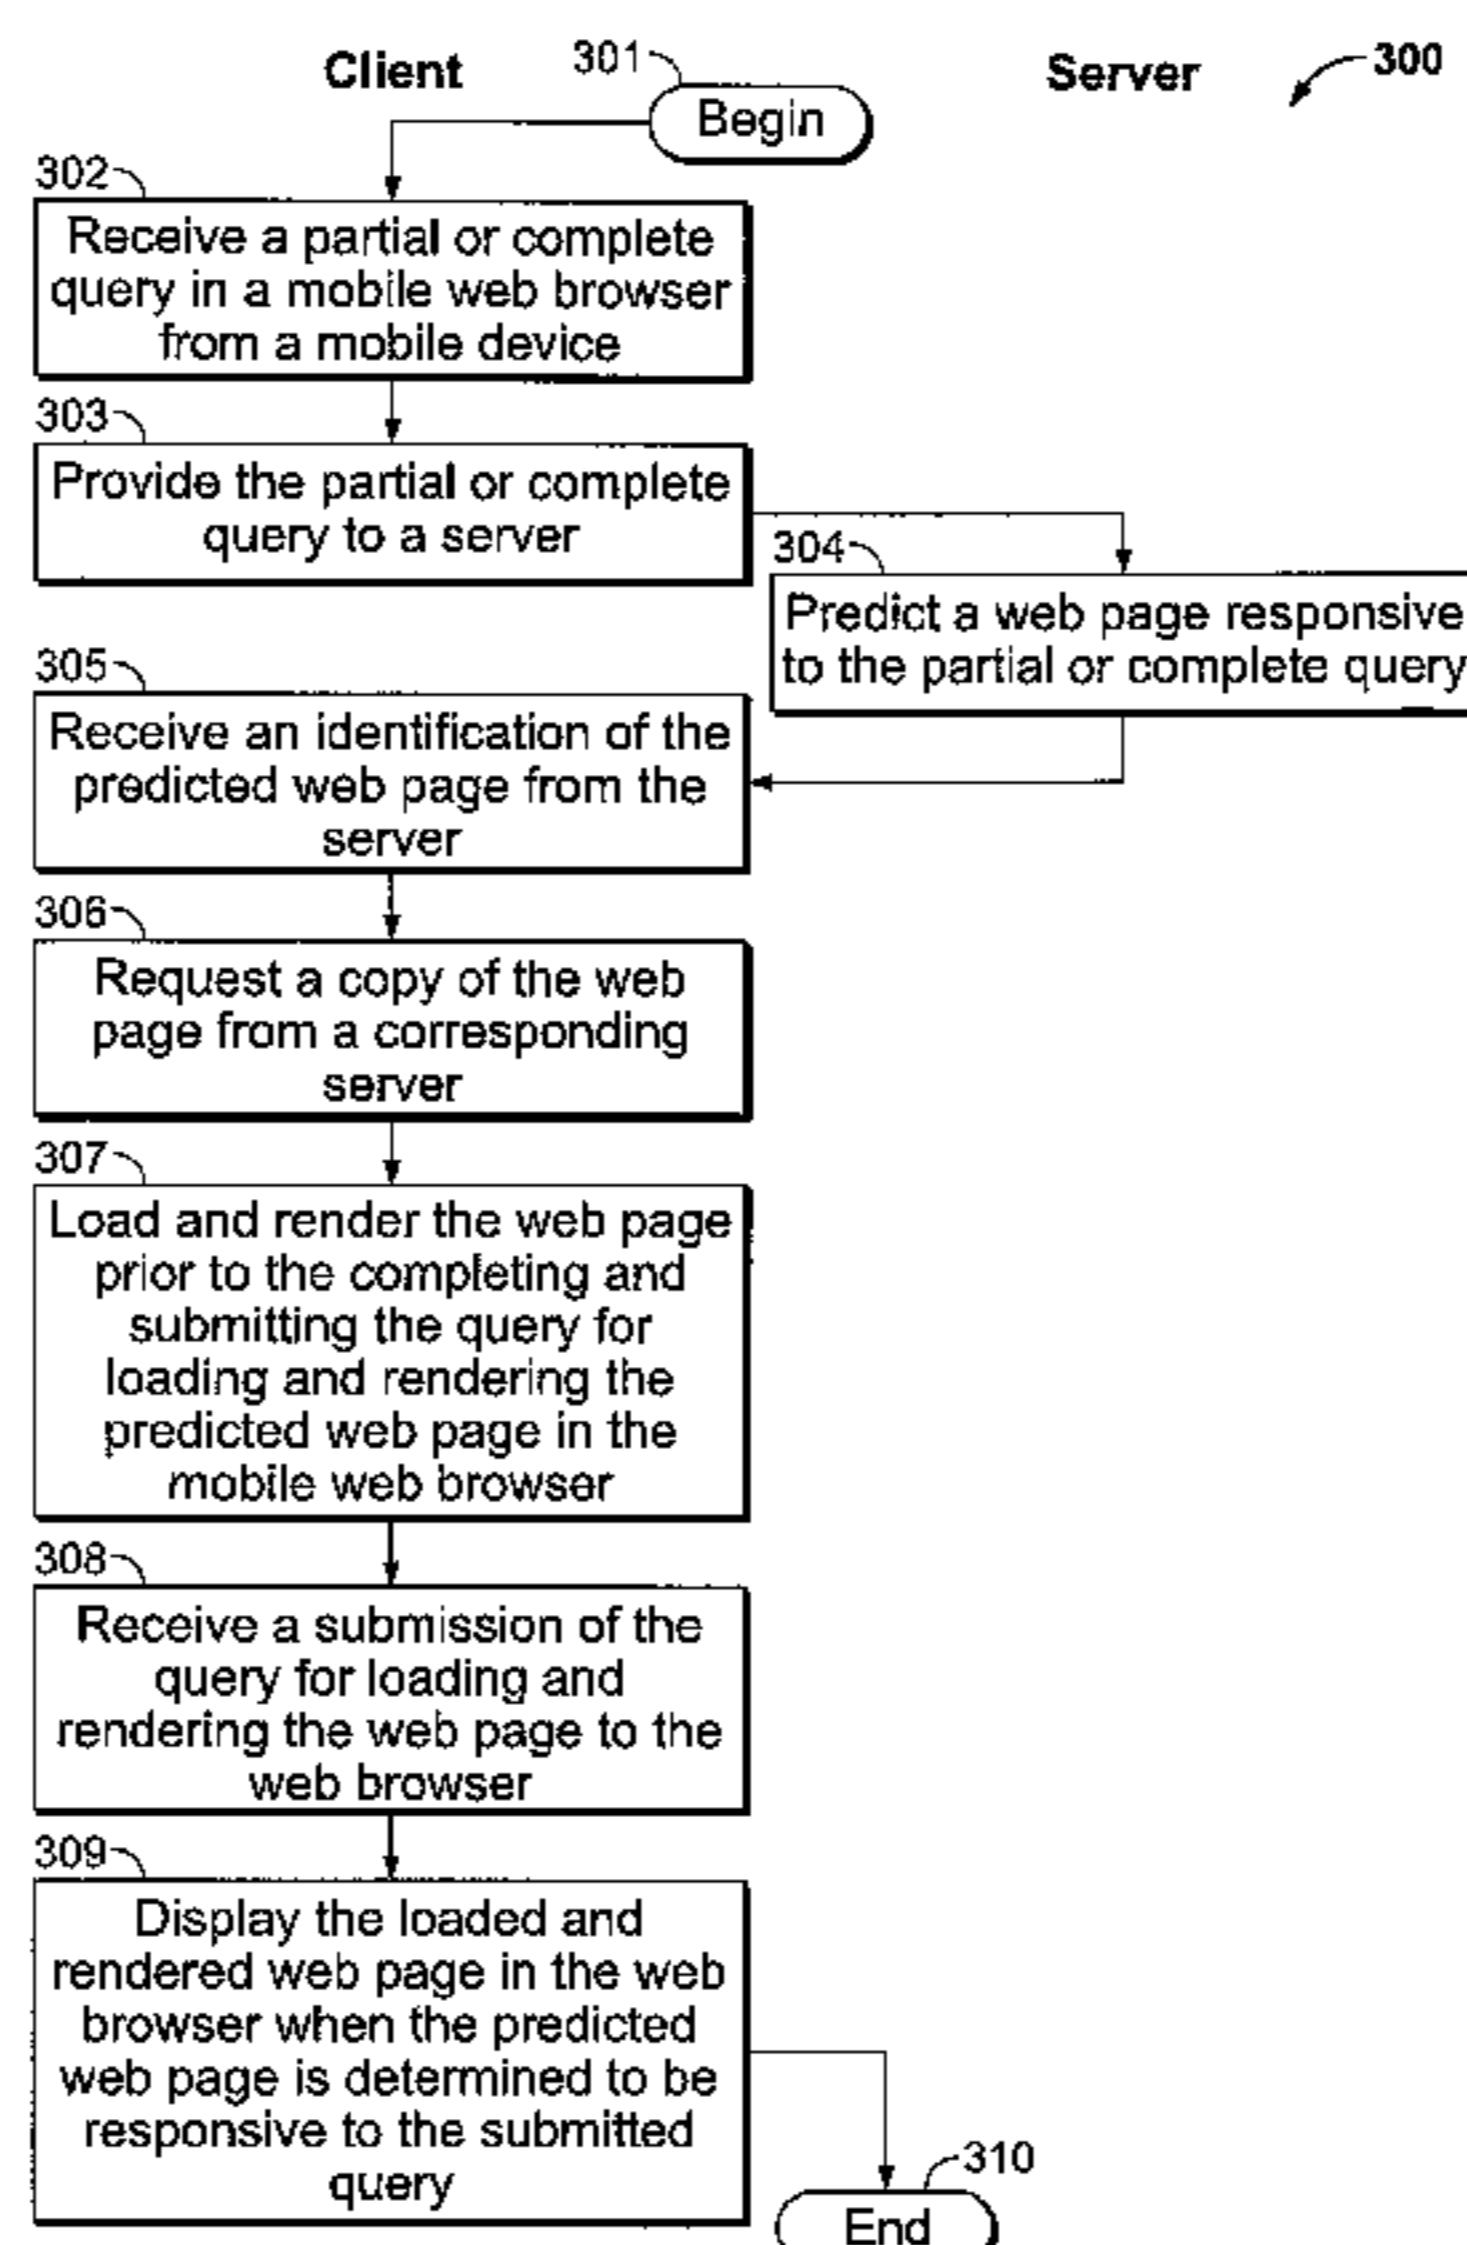 Client
301
Server
300
Begin
302
Receive a partial or complete
query in a mobile web browser
from a mobile device
303
Provide the partial or complete
query to a server
304
Predict a web page responsive
to the partial or complete query
305
Receive an identification of the
predicted web page from the
server
306
Request a copy of the web
page from a corresponding
server
307
Load and render the web page
prior to the completing and
submitting the query for
loading and rendering the
predicted web page in the
mobile web browser
308
Receive a submission of the
query for loading and
rendering the web page to the
web browser
309
Display the loaded and
rendered web page in the web
browser when the predicted
web page is determined to be
responsive to the submitted
query
310
End